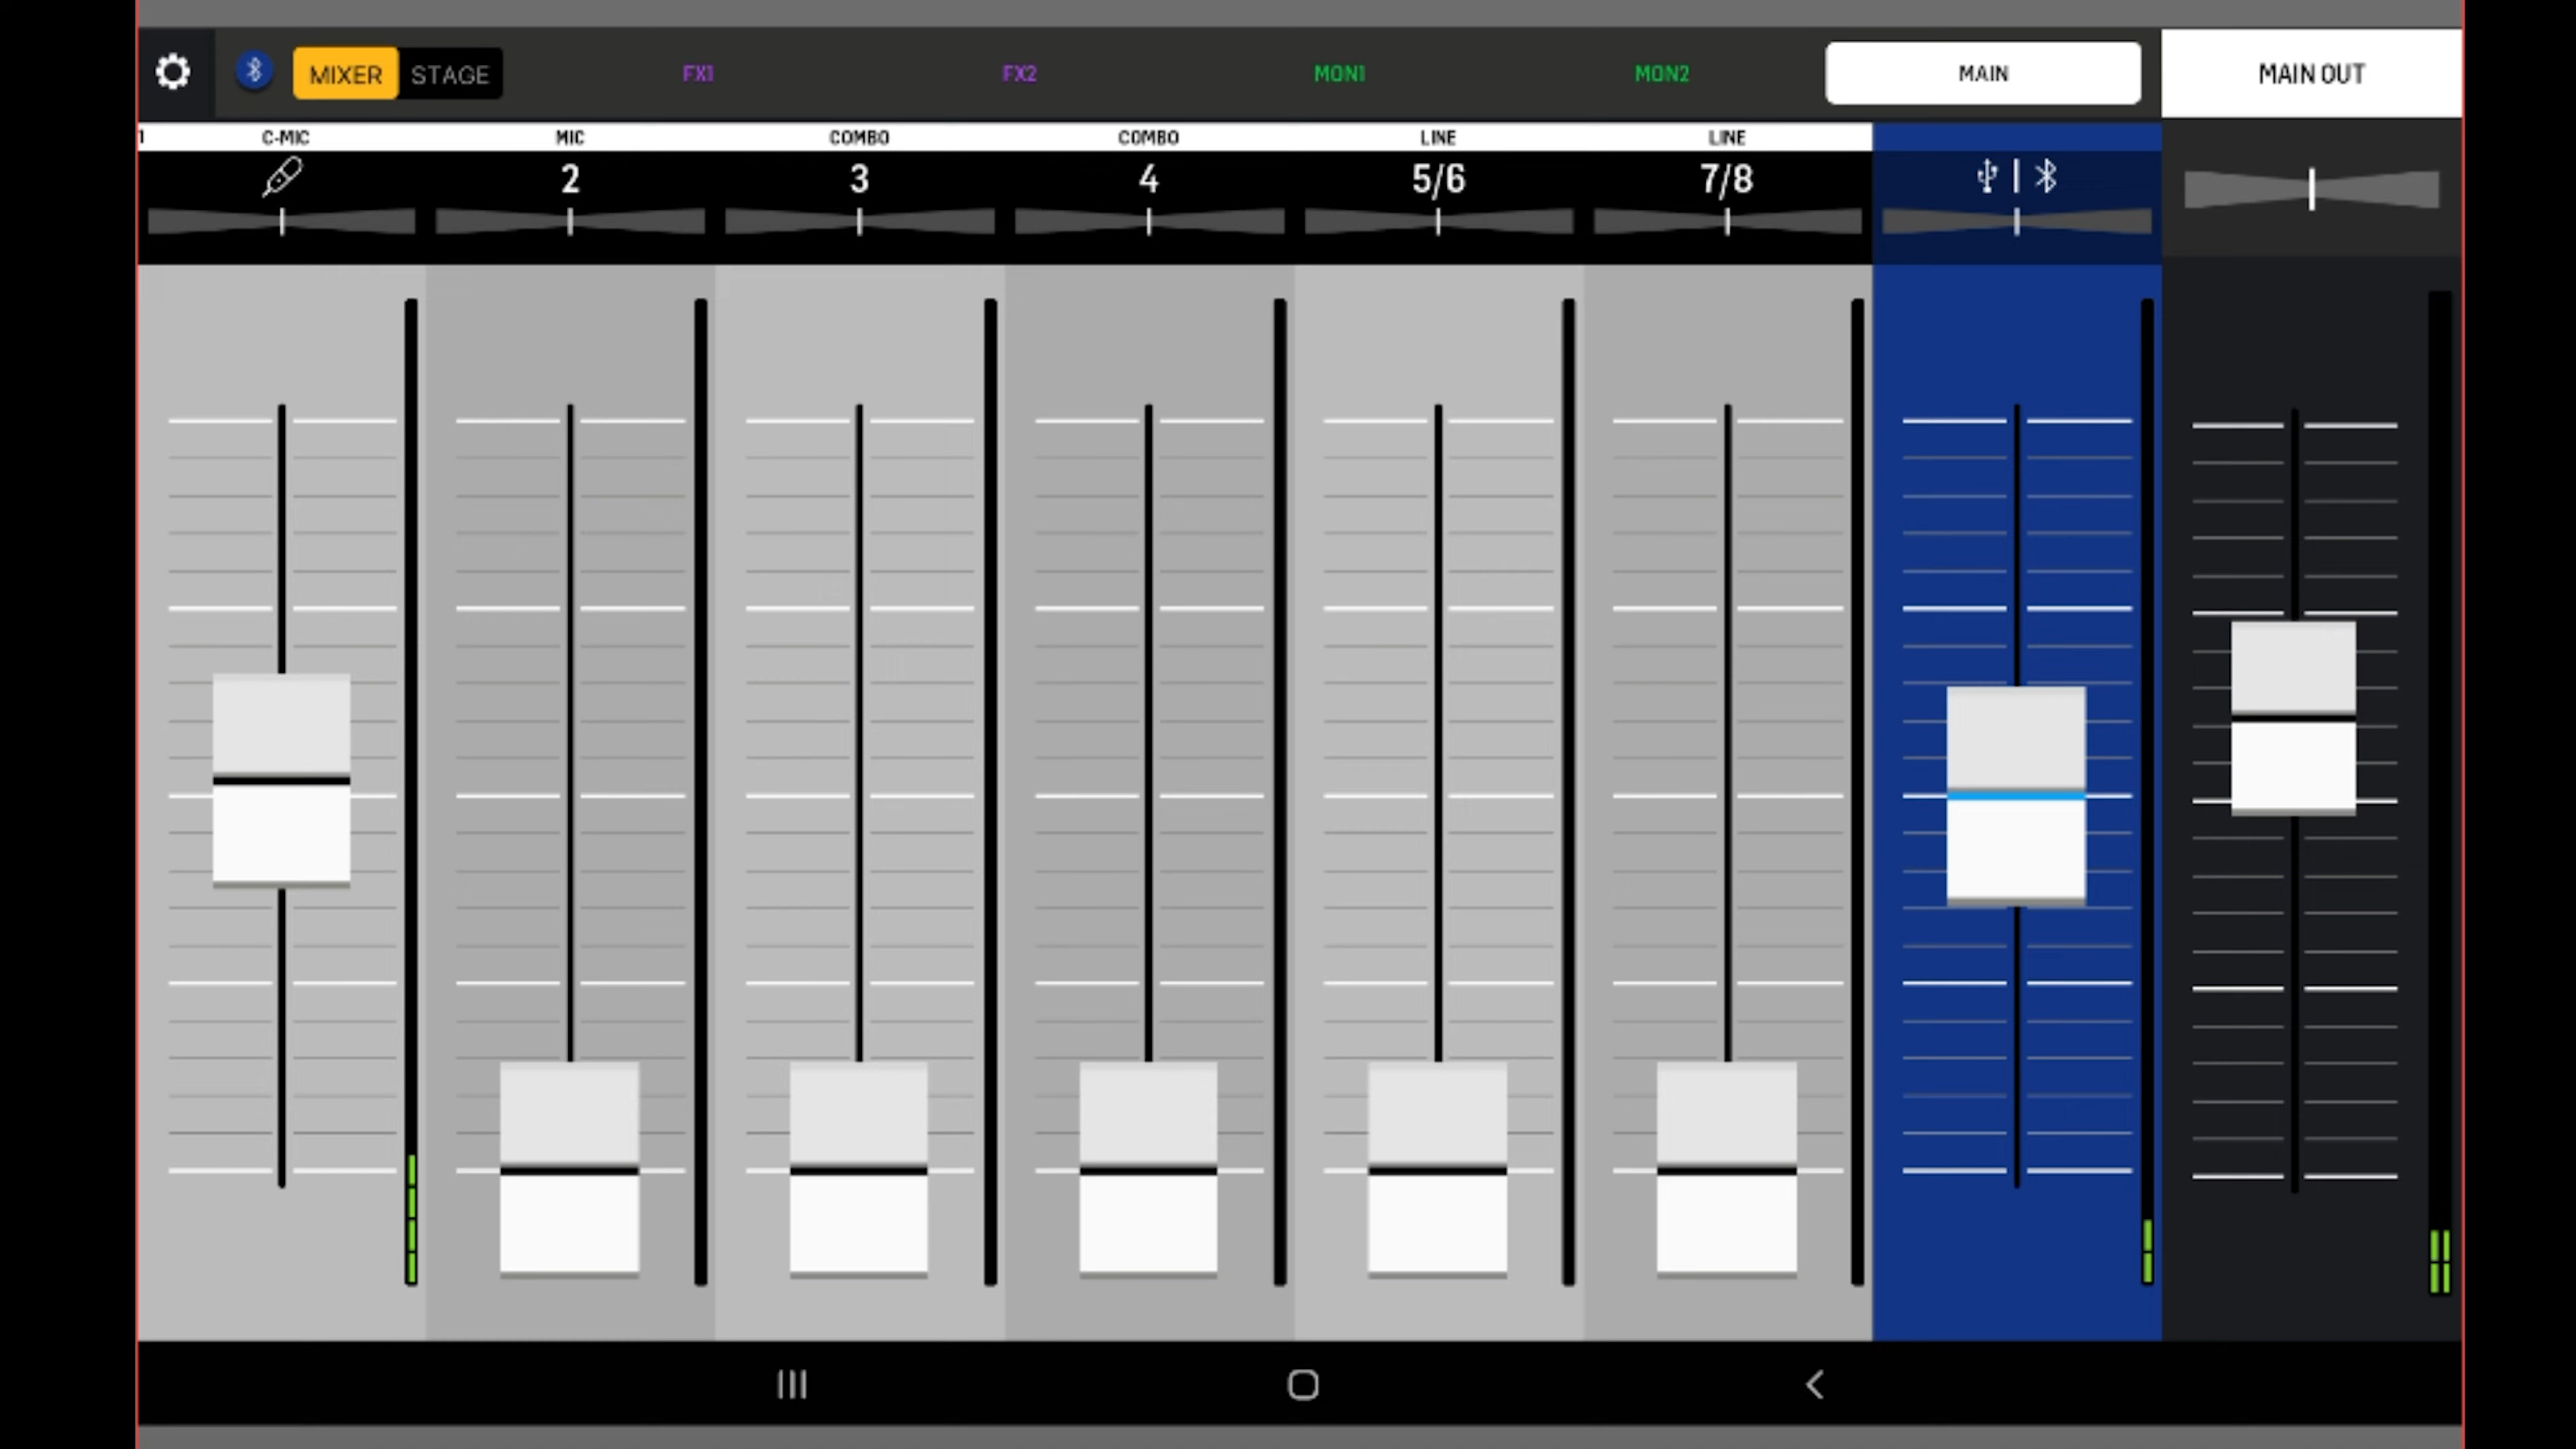 MIXER STAGE FX1 FX2 MON1 MON2 MAIN MAIN OUT
1 C-MIC MIC COMBO COMBO LINE LINE
2 3 4 5/6 7/8